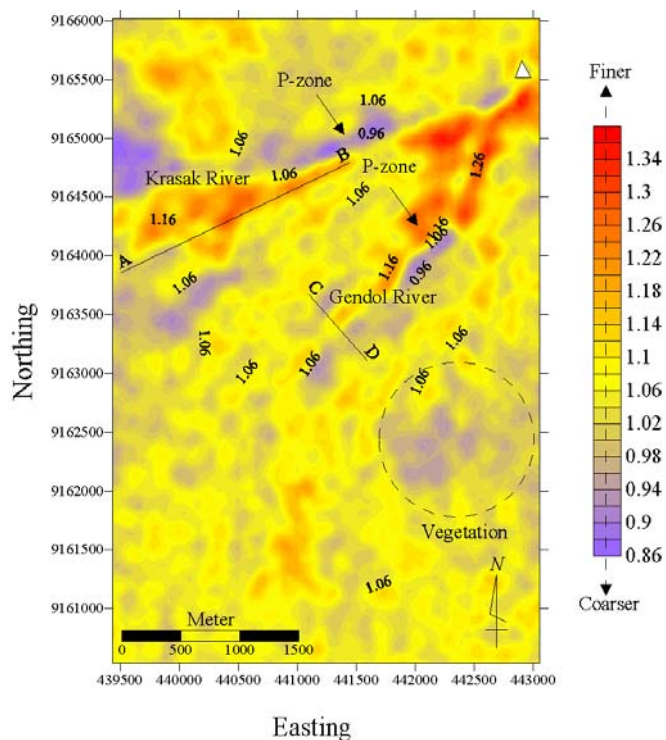 9166000
9165500
9165000
9164500
9164000
9163500
9163000
9162500
9162000
9161500
9161000
Northing
439500 440000 440500 441000 441500 442000 442500 443000
Easting
P-zone
1.06
0.96
1.06
B
1.06
Krasak River
P-zone
1.06
1.26
1.16
1.16
1.06
A
1.06
1.16
0.96
C
Gendol River
D
1.06
1.06
1.06
1.06
1.06
Vegetation
1.06
N
Meter
0 500 1000 1500
Finer
1.34
1.3
1.26
1.22
1.18
1.14
1.1
1.06
1.02
0.98
0.94
0.9
0.86
Coarser